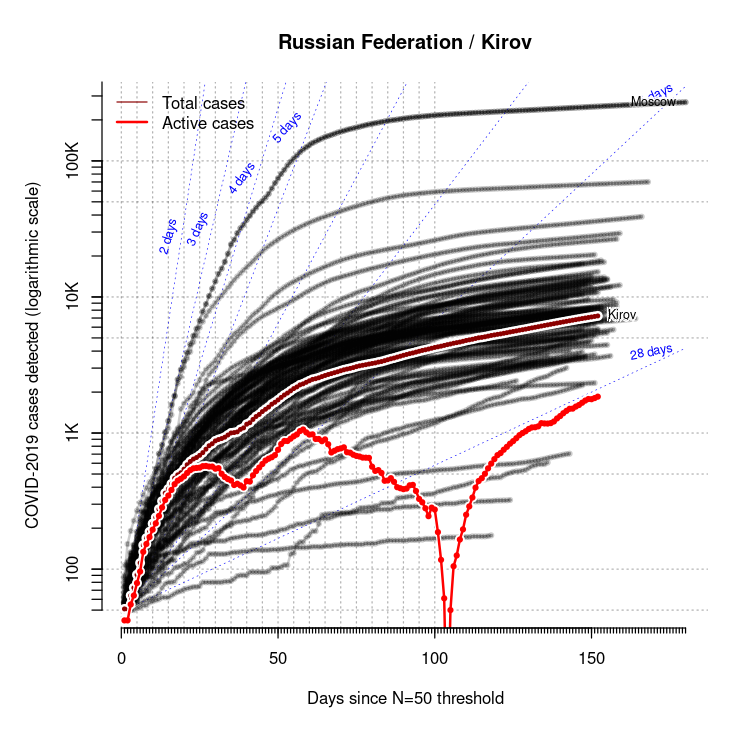 Russian Federation / Kirov
Total cases
Active cases
2 days
3 days
4 days
5 days
days
Moscow
Kirov
28 days
100K
10K
1K
100
COVID-2019 cases detected (logarithmic scale)
0
50
100
150
Days since N=50 threshold